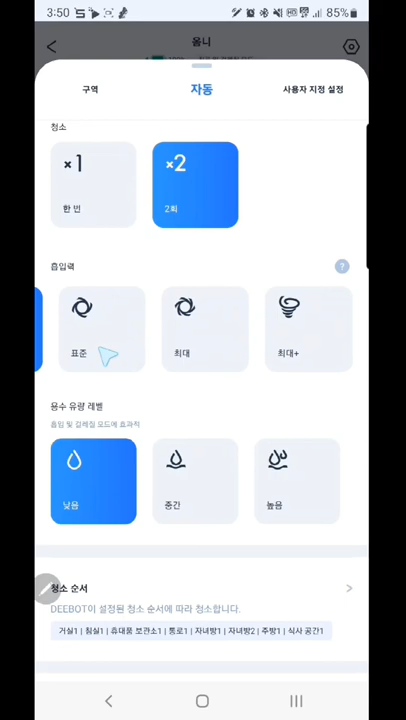 3:50
85%
옴니
구역
자동
사용자 지정 설정
청소
×1
×2
한 번
2회
흡입력
?
표준
최대
최대+
용수 유량 레벨
흡입 및 걸레질 모드에 효과적
낮음
중간
높음
청소 순서
DEEBOT이 설정된 청소 순서에 따라 청소합니다.
거실1 | 침실1 | 휴대품 보관소1 | 통로1 | 자녀방1 | 자녀방2 | 주방1 | 식사 공간1